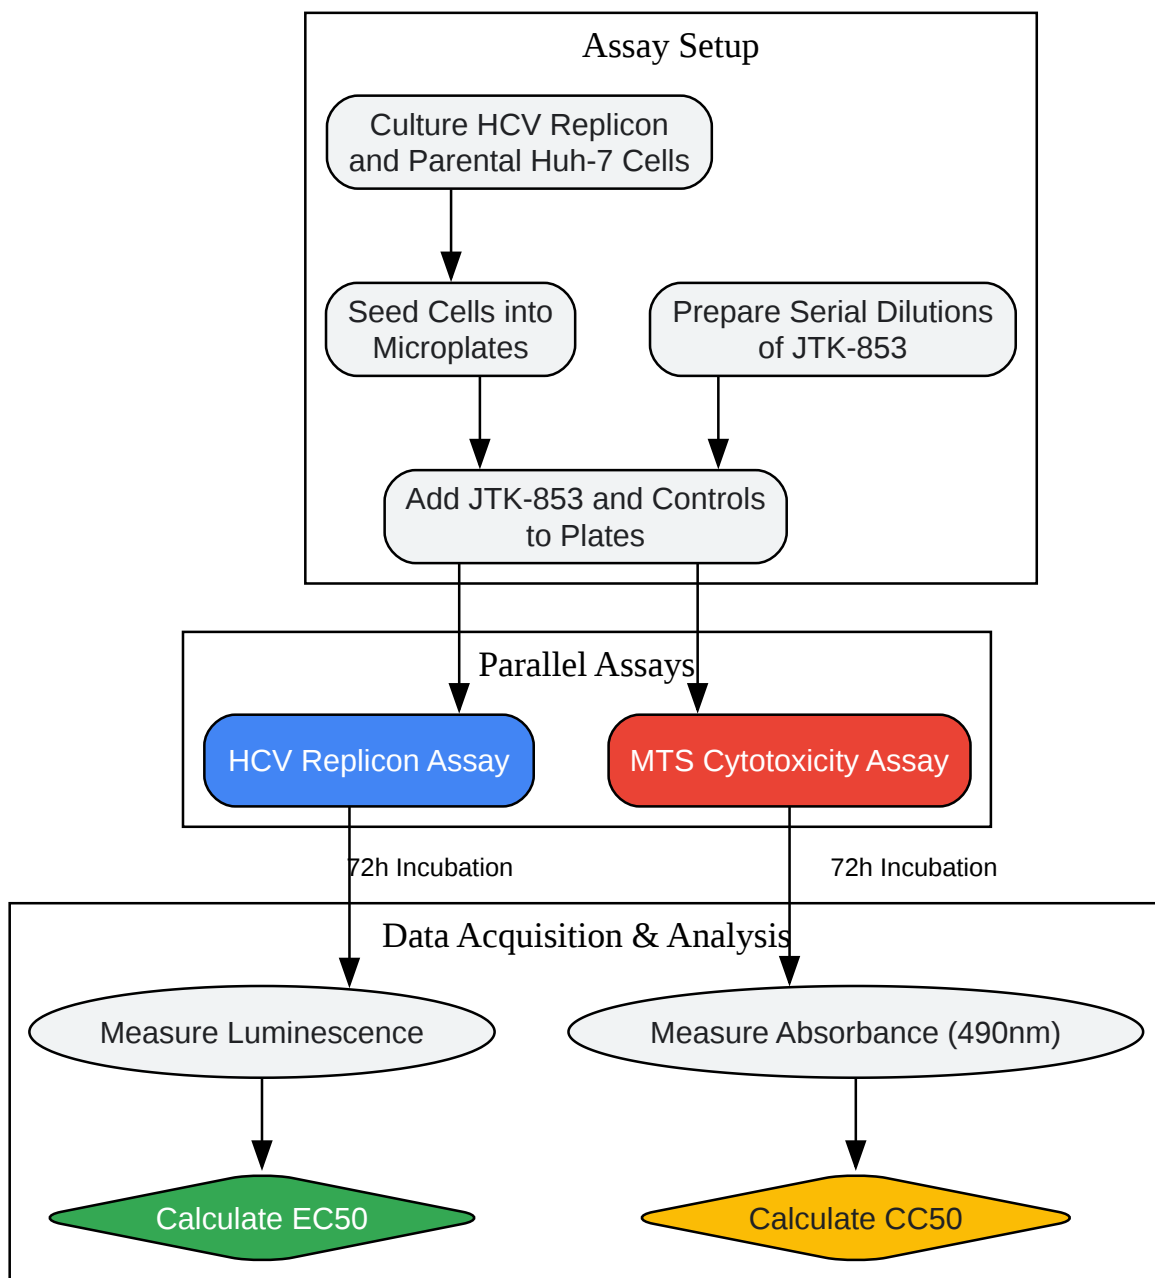 Assay Setup
Culture HCV Replicon
and Parental Huh-7 Cells
Seed Cells into
Microplates
Prepare Serial Dilutions
of JTK-853
Add JTK-853 and Controls
to Plates
Parallel Assays
HCV Replicon Assay
MTS Cytotoxicity Assay
72h Incubation
72h Incubation
Data Acquisition & Analysis
Measure Luminescence
Measure Absorbance (490nm)
Calculate EC50
Calculate CC50